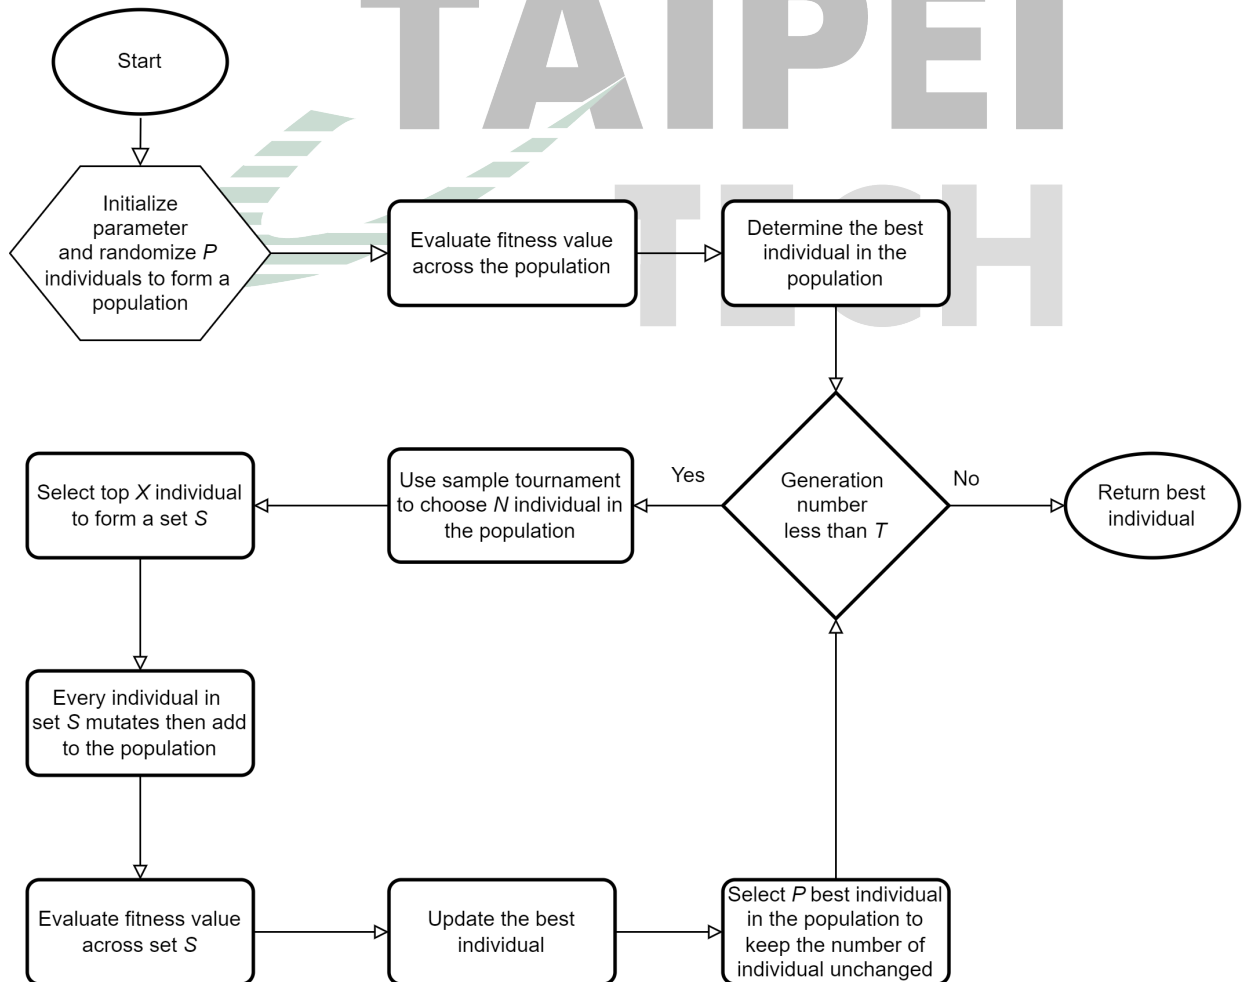 TAIPEI
TECH
Start
Initialize
parameter
and randomize P
individuals to form a
population
Evaluate fitness value
across the population
Determine the best
individual in the
population
Generation
number
less than T
Yes
No
Return best
individual
Use sample tournament
to choose N individual in
the population
Select top X individual
to form a set S
Every individual in
set S mutates then add
to the population
Evaluate fitness value
across set S
Update the best
individual
Select P best individual
in the population to
keep the number of
individual unchanged